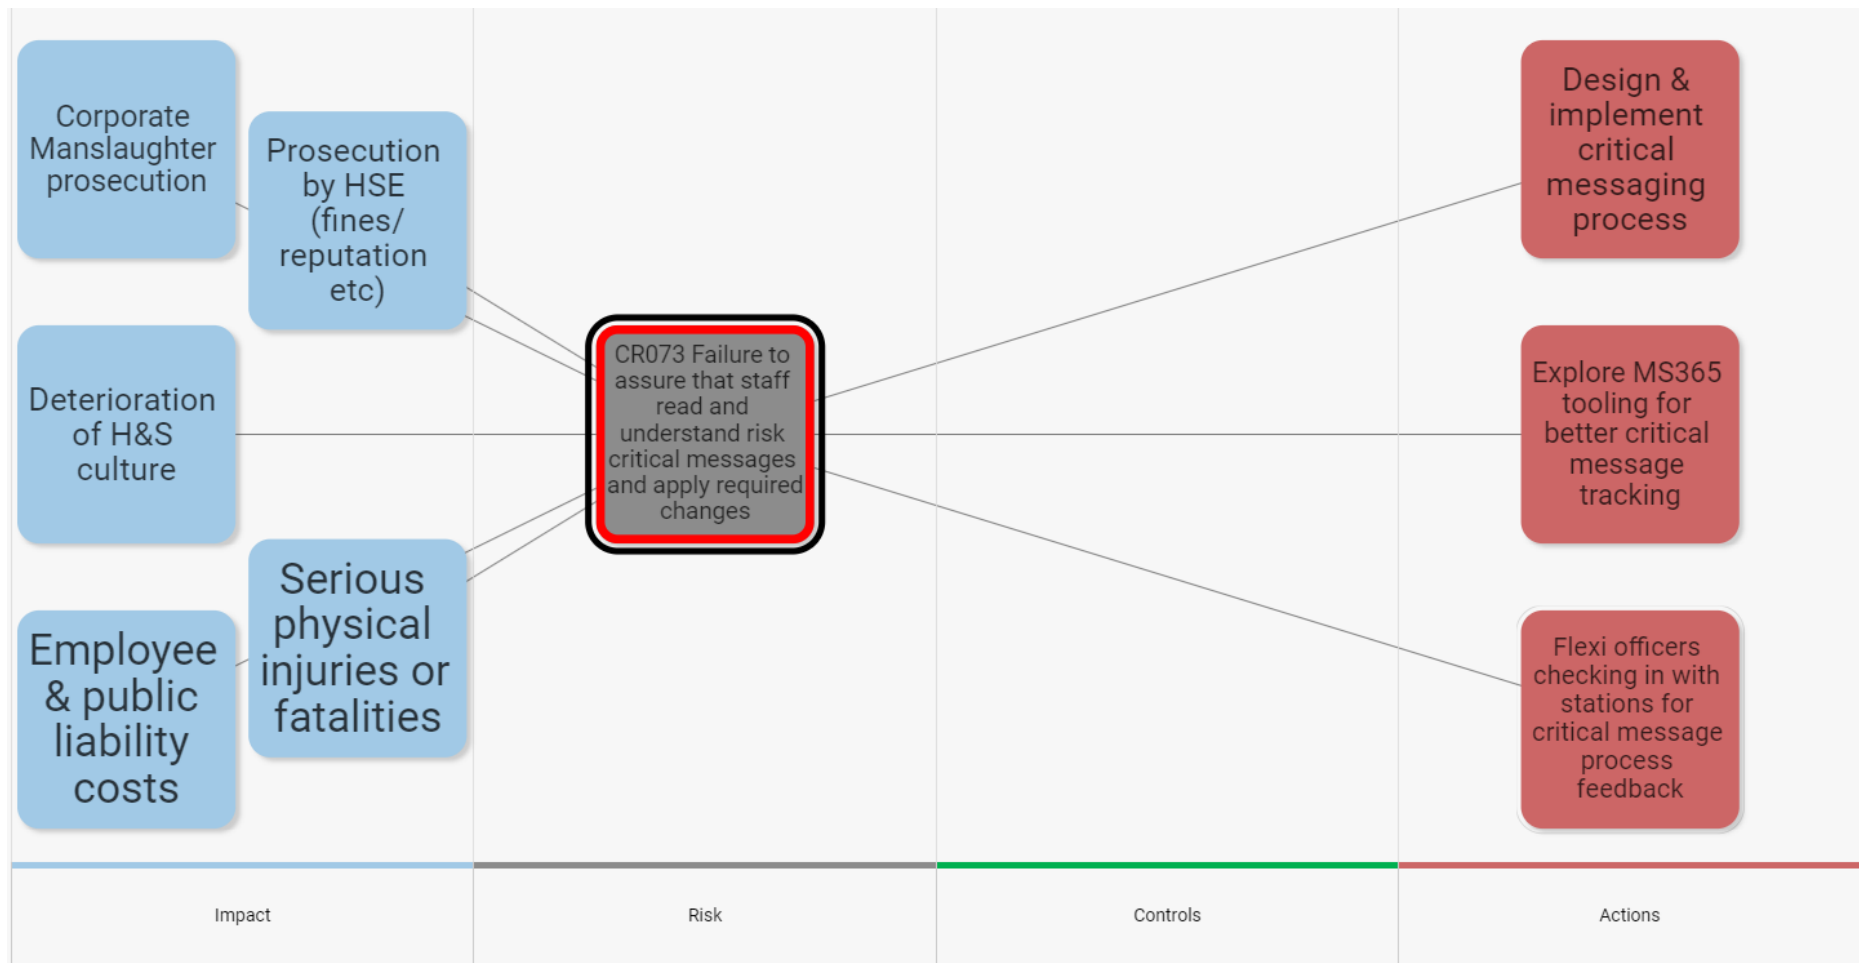 Corporate
Manslaughter
prosecution
Prosecution
by HSE
(fines/
reputation
etc)
Deterioration
of H&S
culture
Serious
physical
injuries or
fatalities
Employee
& public
liability
costs
CR073 Failure to
assure that staff
read and
understand risk
critical messages
and apply required
changes
Design &
implement
critical
messaging
process
Explore MS365
tooling for
better critical
message
tracking
Flexi officers
checking in with
stations for
critical message
process
feedback
Impact
Risk
Controls
Actions